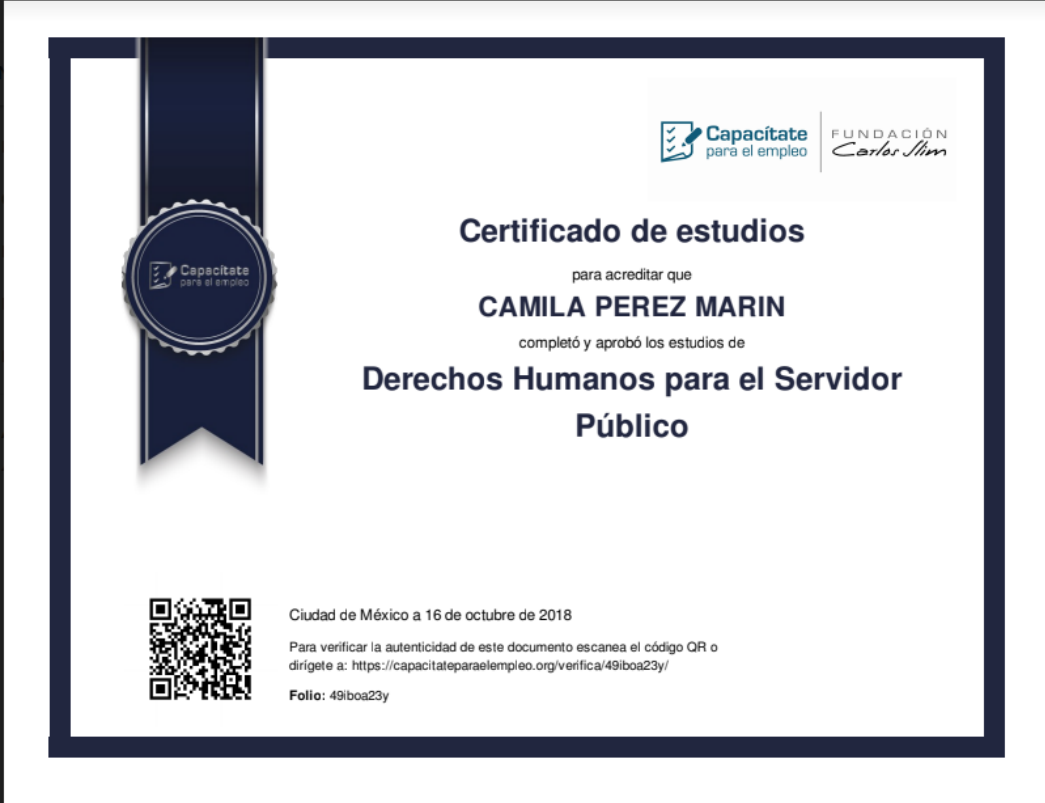 Capacítate
para el empleo
FUNDACIÓN
Carlos Slim
Capacítate
para el empleo
Certificado de estudios
para acreditar que
CAMILA PEREZ MARIN
completó y aprobó los estudios de
Derechos Humanos para el Servidor
Público
Ciudad de México a 16 de octubre de 2018
Para verificar la autenticidad de este documento escanea el código QR o
dirígete a: https://capacitateparaelempleo.org/verifica/49iboa23y/
Folio: 49iboa23y